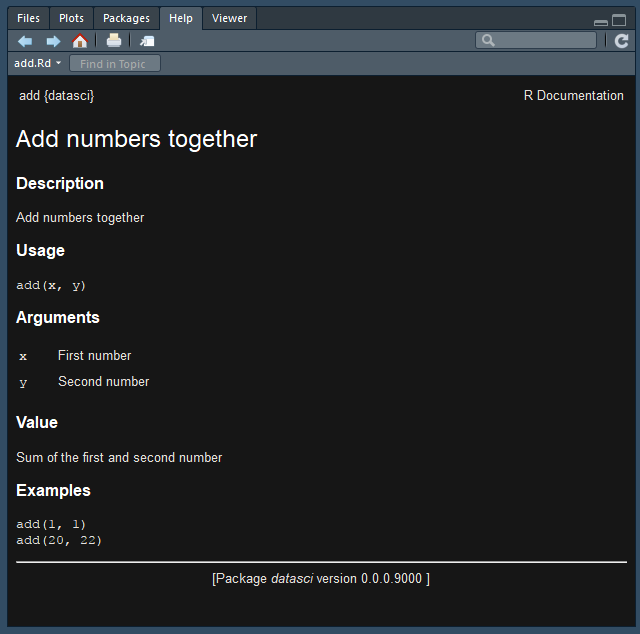 Files Plots Packages Help Viewer
add.Rd Find in Topic
add {datasci} R Documentation
Add numbers together
Description
Add numbers together
Usage
add(x, y)
Arguments
x First number
y Second number
Value
Sum of the first and second number
Examples
add(1, 1)
add(20, 22)
[Package datasci version 0.0.0.9000 ]